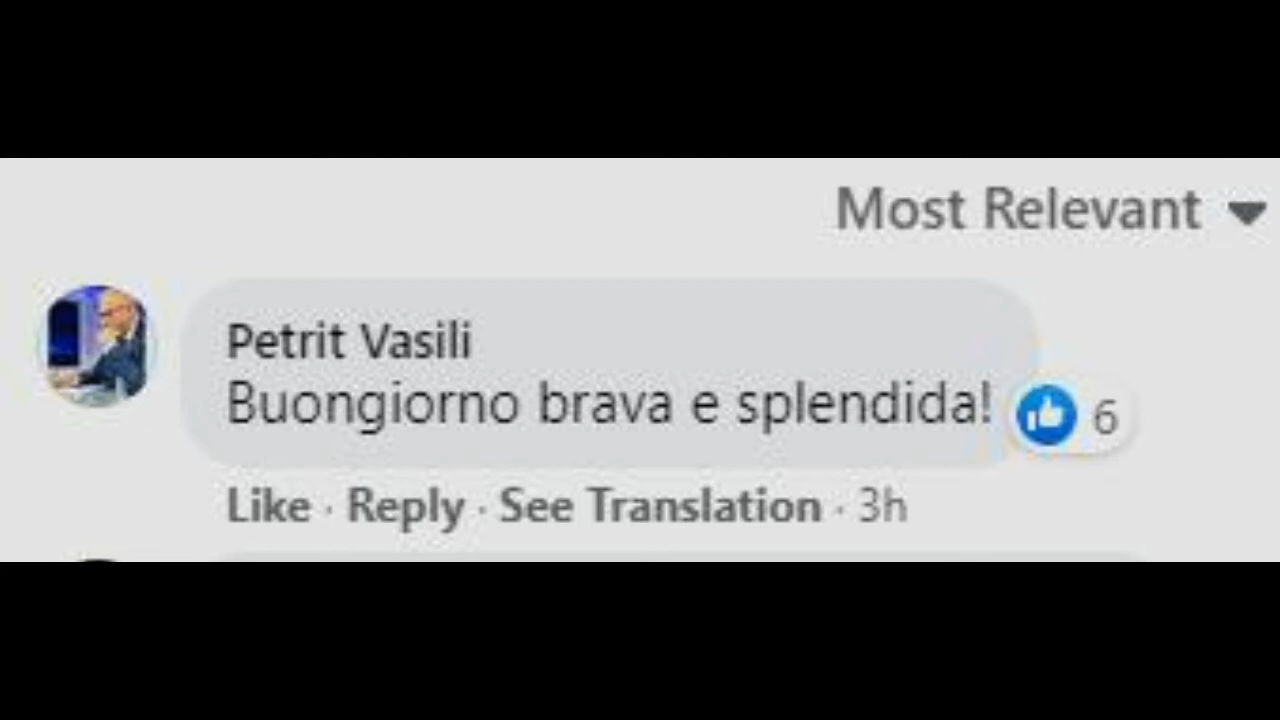 Most Relevant
Petrit Vasili
Buongiorno brava e splendida!
6
Like · Reply · See Translation · 3h